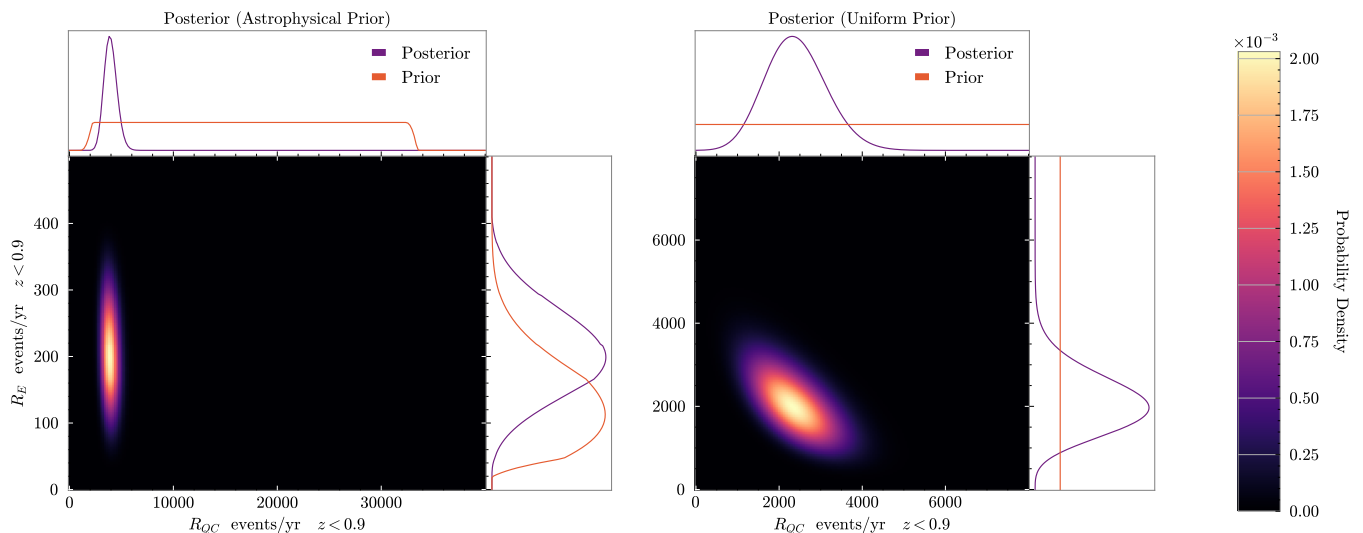 Posterior (Astrophysical Prior)
Posterior
Prior
400
300
200
100
0
R_E events/yr z < 0.9
0 10000 20000 30000
R_OC events/yr z < 0.9
Posterior (Uniform Prior)
Posterior
Prior
6000
4000
2000
0
0 2000 4000 6000
R_OC events/yr z < 0.9
×10⁻³
2.00
1.75
1.50
1.25
1.00
0.75
0.50
0.25
0.00
Probability Density